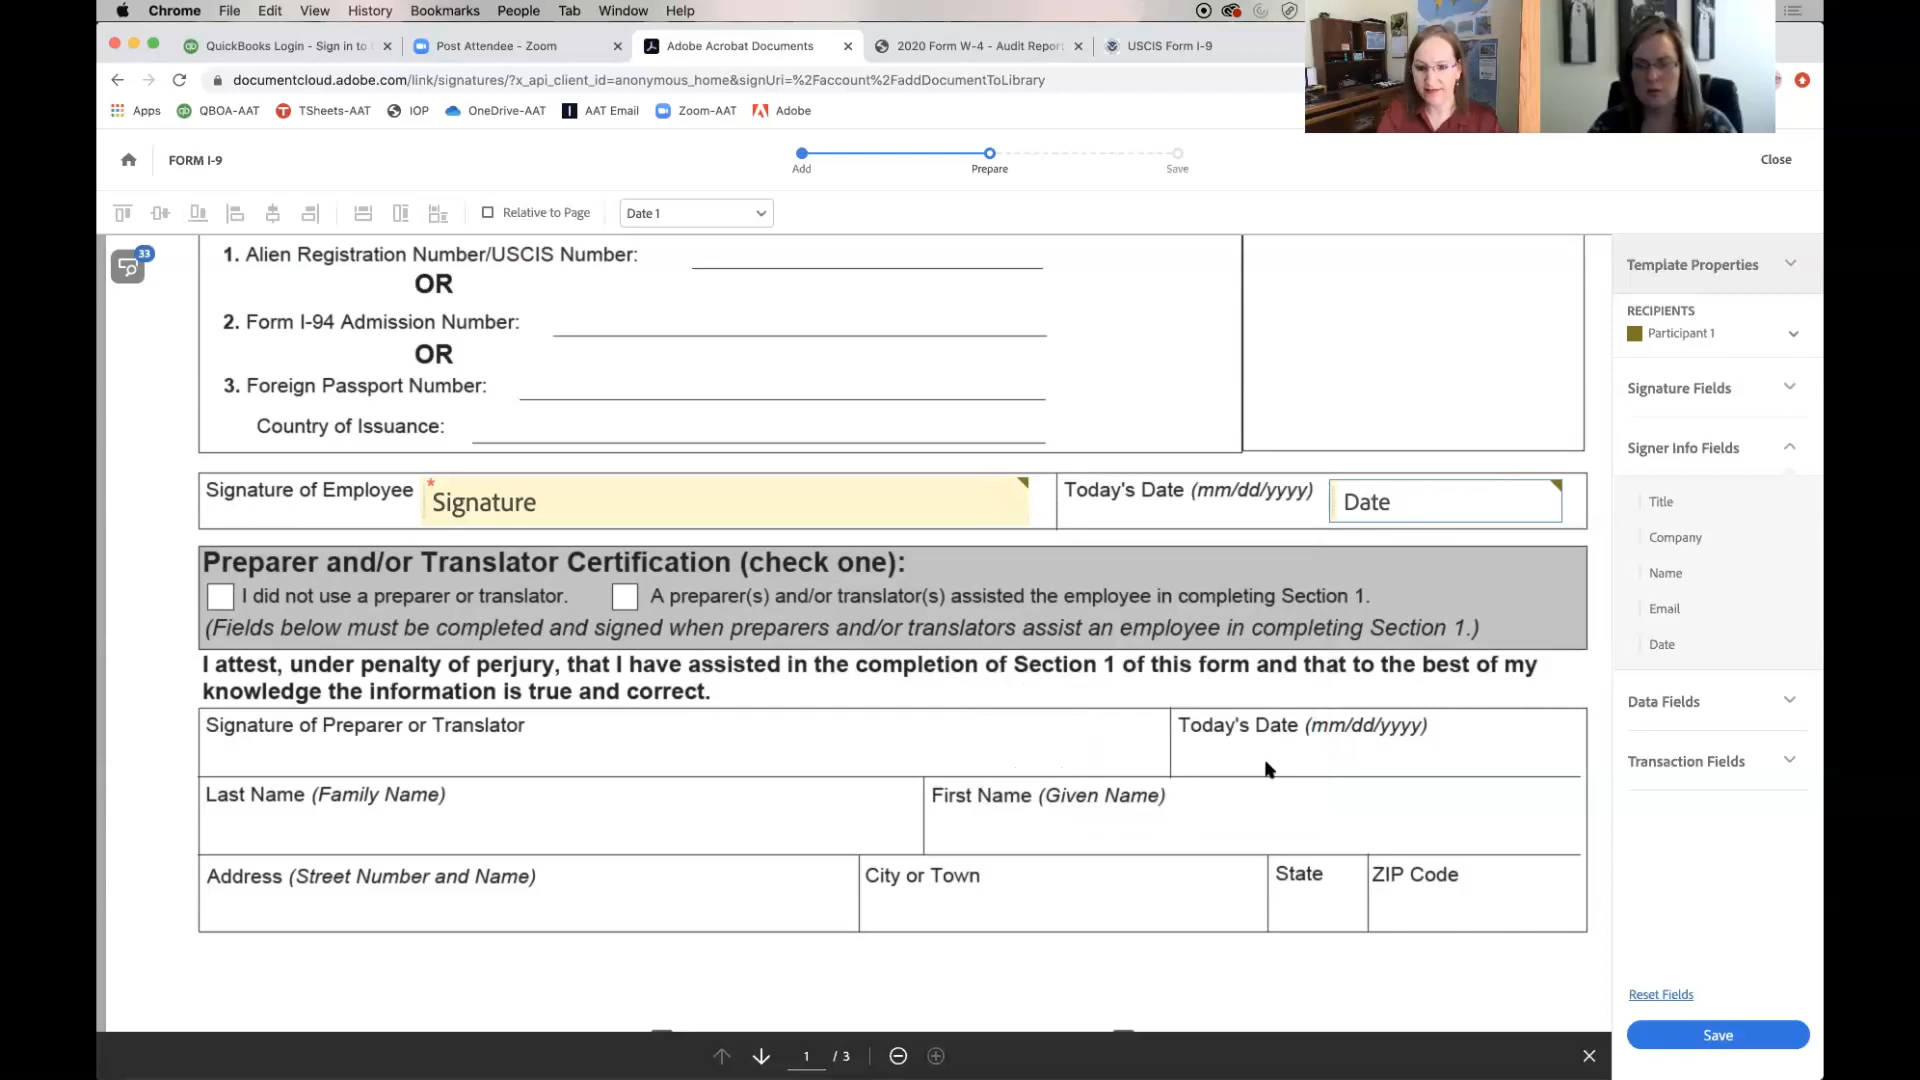 Chrome File Edit View History Bookmarks People Tab Window Help
QuickBooks Login - Sign in to
Post Attendee - Zoom
Adobe Acrobat Documents
2020 Form W-4 - Audit Report
USCIS Form I-9
documentcloud.adobe.com/link/signatures/?x_api_client_id=anonymous_home&signUri=%2Faccount%2FaddDocumentToLibrary
Apps QBOA-AAT TSheets-AAT IOP OneDrive-AAT AAT Email Zoom-AAT Adobe
FORM I-9
Add Prepare Save
Close
Relative to Page
Date 1
33
1. Alien Registration Number/USCIS Number:
OR
2. Form I-94 Admission Number:
OR
3. Foreign Passport Number:
Country of Issuance:
Signature of Employee * Signature
Today's Date (mm/dd/yyyy) Date
Preparer and/or Translator Certification (check one):
I did not use a preparer or translator. A preparer(s) and/or translator(s) assisted the employee in completing Section 1.
(Fields below must be completed and signed when preparers and/or translators assist an employee in completing Section 1.)
I attest, under penalty of perjury, that I have assisted in the completion of Section 1 of this form and that to the best of my
knowledge the information is true and correct.
Signature of Preparer or Translator
Today's Date (mm/dd/yyyy)
Last Name (Family Name)
First Name (Given Name)
Address (Street Number and Name)
City or Town
State
ZIP Code
Template Properties
RECIPIENTS
Participant 1
Signature Fields
Signer Info Fields
Title
Company
Name
Email
Date
Data Fields
Transaction Fields
Reset Fields
Save
1 / 3